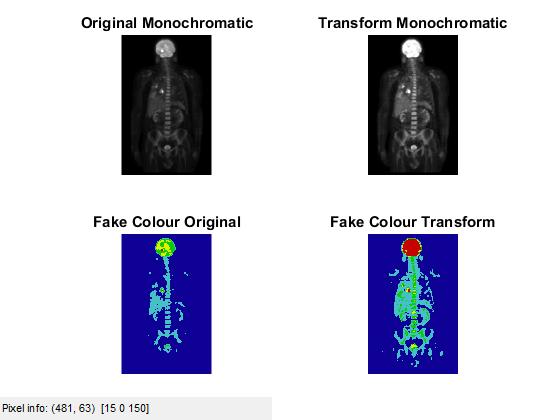 Original Monochromatic
Transform Monochromatic
Fake Colour Original
Fake Colour Transform
Pixel info: (481, 63)  [15 0 150]